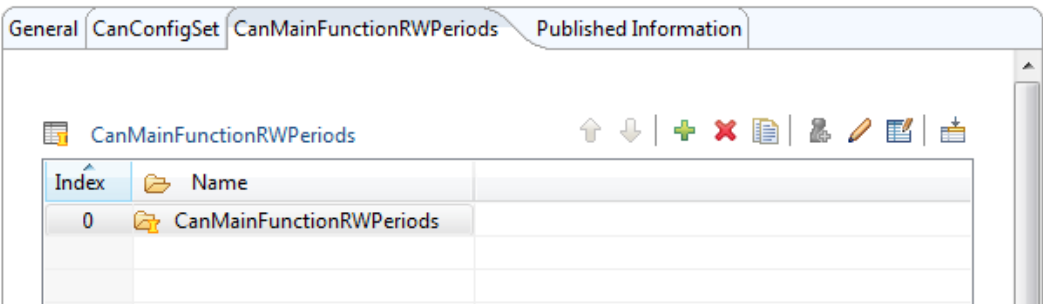 General CanConfigSet CanMainFunctionRWPeriods Published Information
CanMainFunctionRWPeriods
Index Name
0 CanMainFunctionRWPeriods